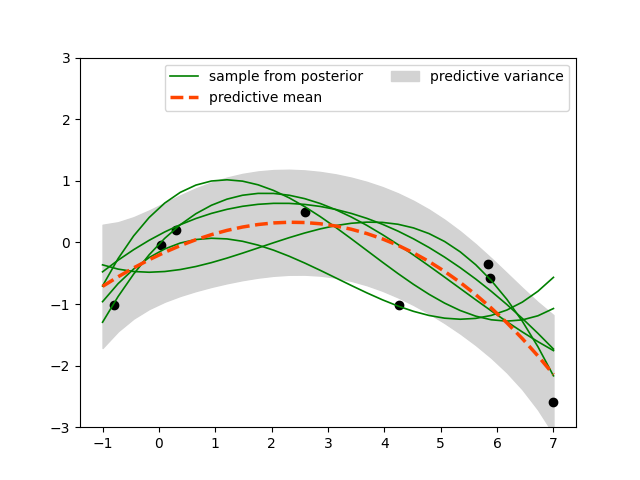 3
2
1
0
−1
−2
−3
sample from posterior
predictive variance
predictive mean
−1 0 1 2 3 4 5 6 7